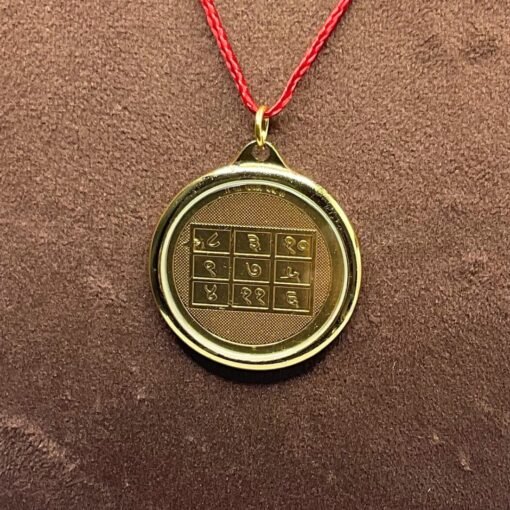 ८ ३ १०
९ ७ ५
४ ११ ६